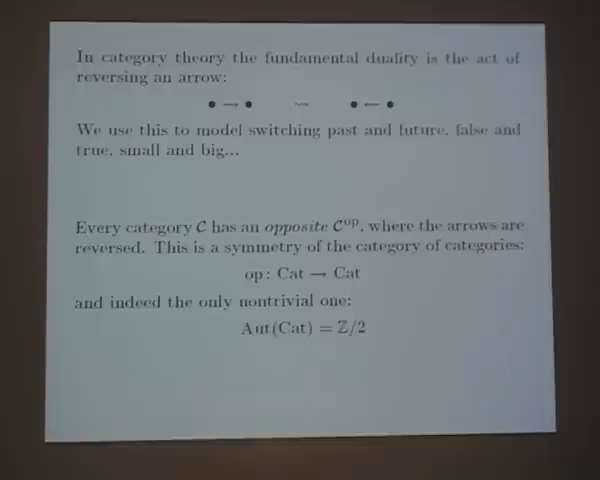 In category theory the fundamental duality is the act of
reversing an arrow:
• → •   ⇝   • ← •
We use this to model switching past and future, false and
true, small and big...
Every category C has an opposite C^op, where the arrows are
reversed. This is a symmetry of the category of categories:
op: Cat → Cat
and indeed the only nontrivial one:
Aut(Cat) = ℤ/2